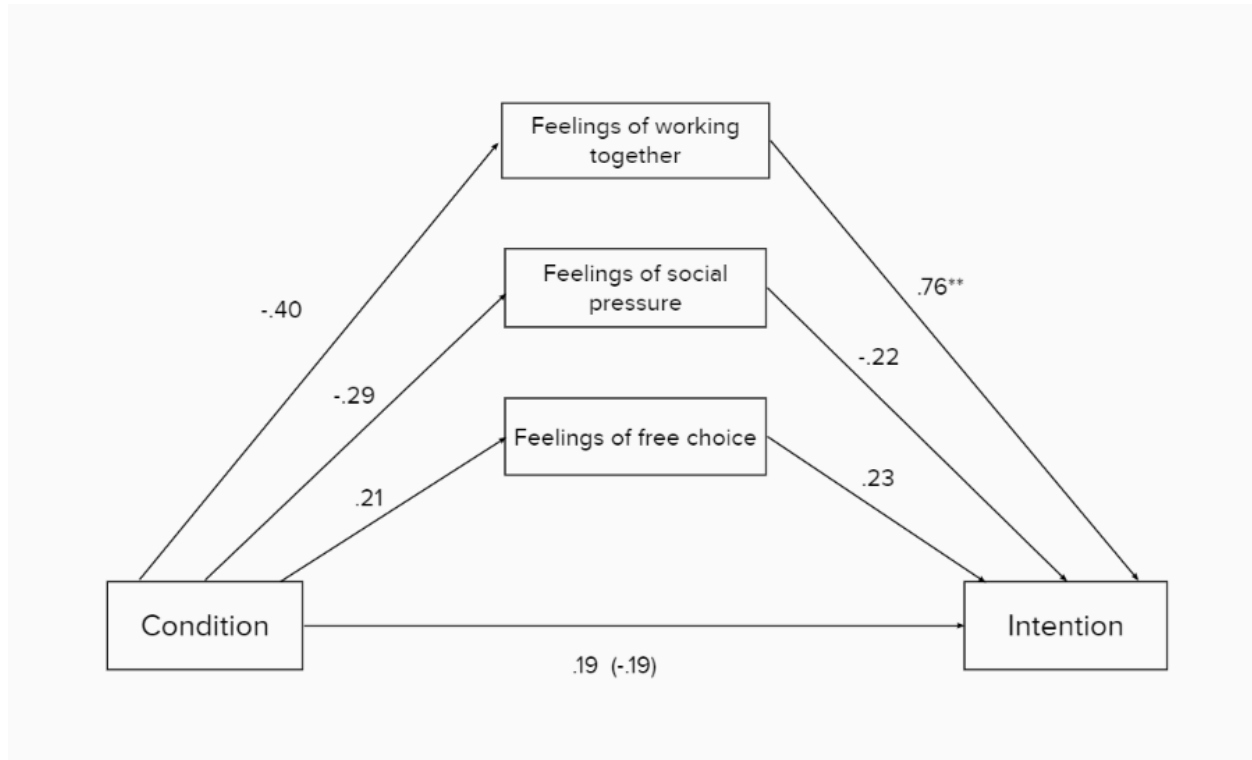 Feelings of working
together
.76**
Feelings of social
pressure
-.40
-.22
-.29
Feelings of free choice
.23
.21
Condition
Intention
.19 (-.19)